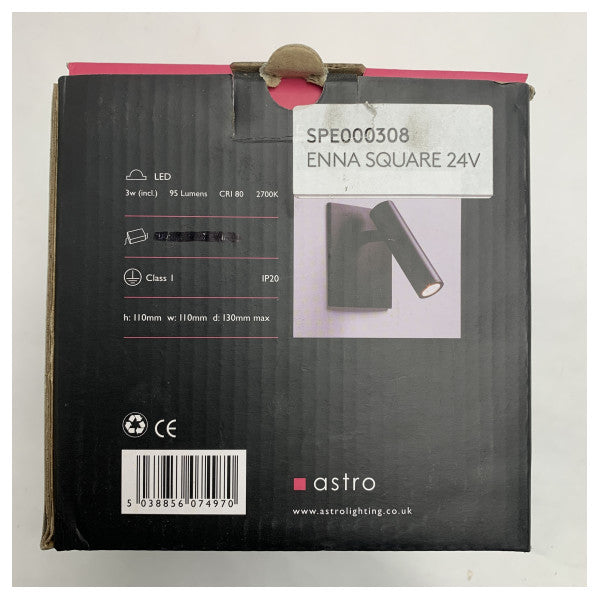 SPE000308
ENNA SQUARE 24V
LED
3w (incl.) 95 Lumens CRI 80 2700K
Class I IP20
h: 110mm w: 110mm d: 130mm max
CE
5 038856 074970
astro
www.astrolighting.co.uk